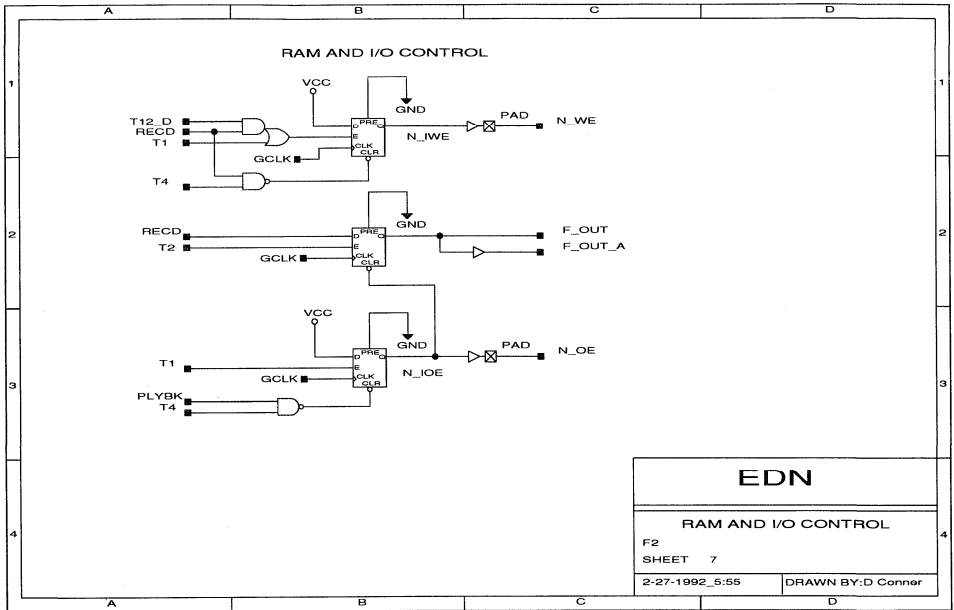 A B C D
RAM AND I/O CONTROL
1 1
VCC
GND
PAD
T12_D
RECD
T1
PRE
D Q
E
CLK
CLR
N_IWE
N_WE
GCLK
T4
2 2
GND
RECD
T2
PRE
D Q
E
CLK
CLR
F_OUT
F_OUT_A
GCLK
VCC
GND
PAD
T1
PRE
D Q
E
CLK
CLR
N_IOE
N_OE
GCLK
3 3
PLYBK
T4
EDN
4 4
RAM AND I/O CONTROL
F2
SHEET 7
2-27-1992_5:55 DRAWN BY:D Conner
A B C D